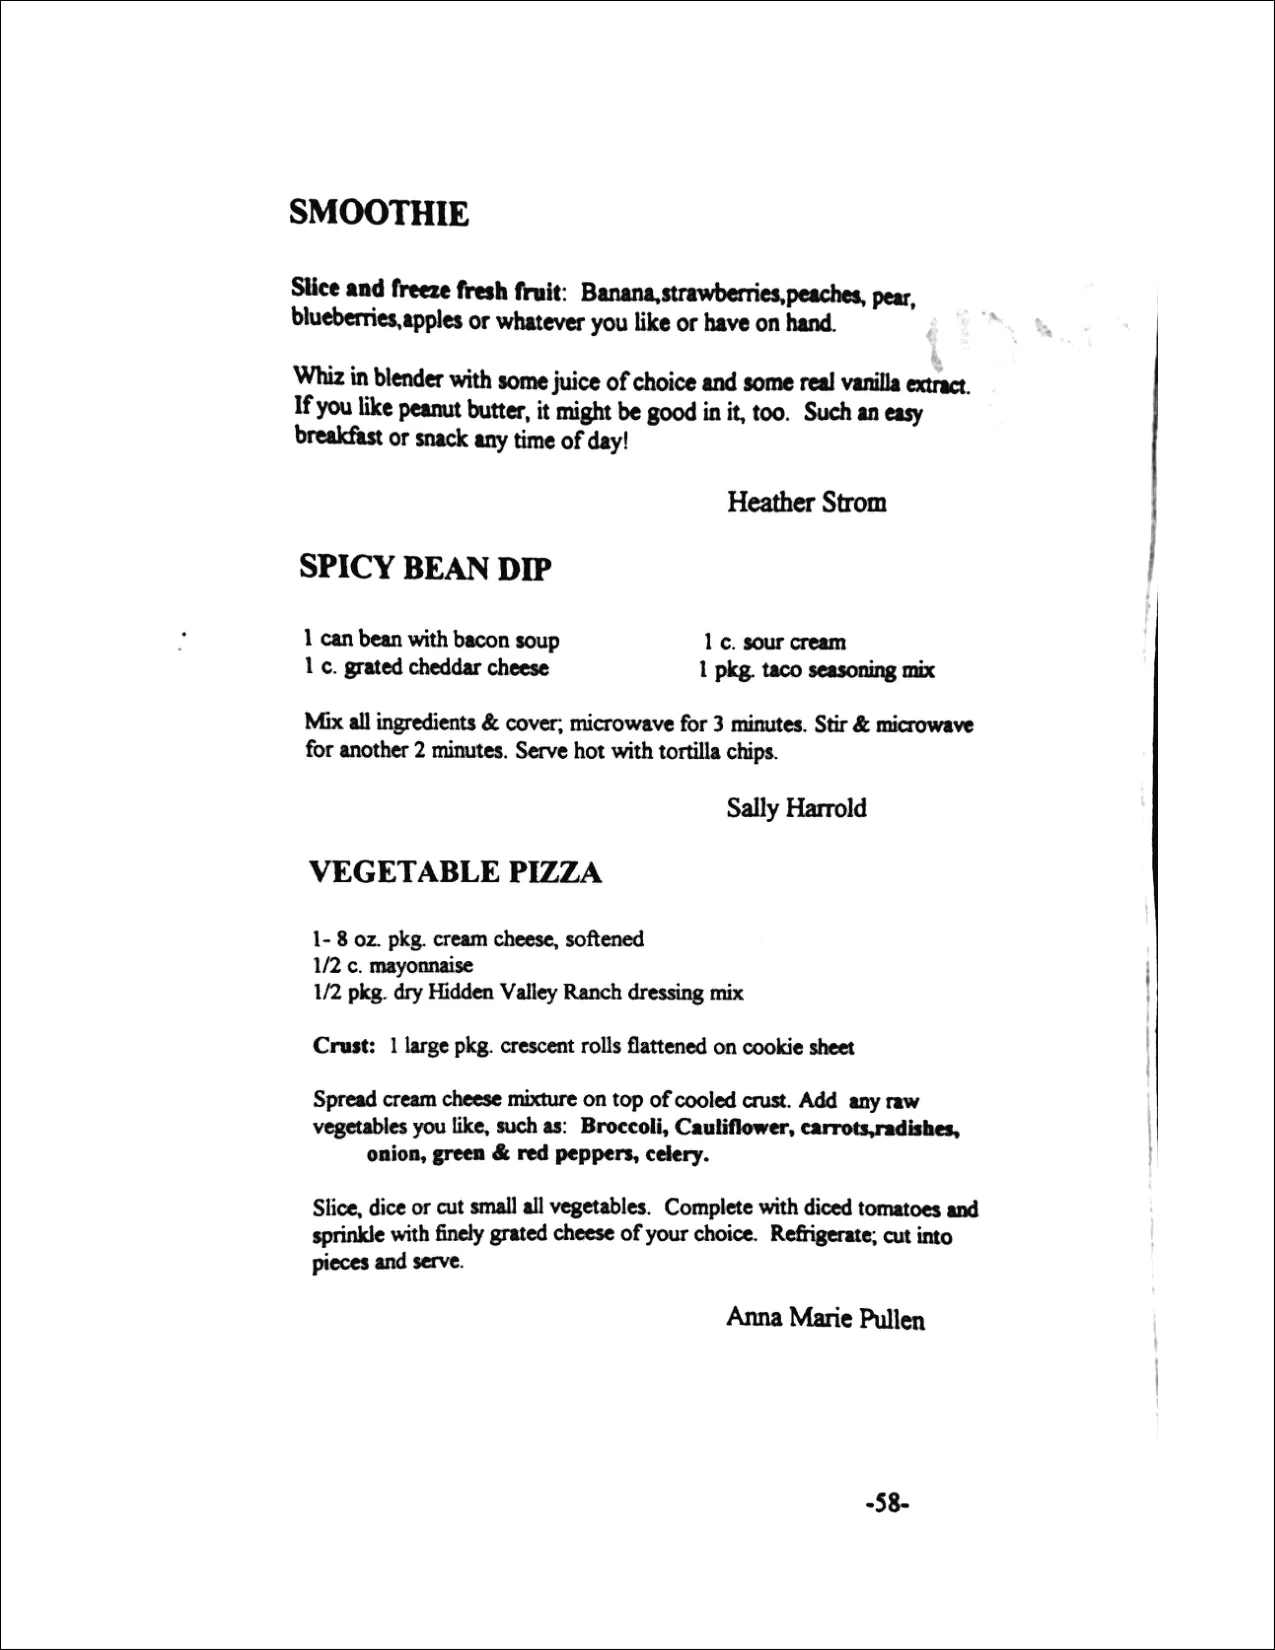 SMOOTHIE
Slice and freeze fresh fruit: Banana,strawberries,peaches, pear,
blueberries,apples or whatever you like or have on hand.
Whiz in blender with some juice of choice and some real vanilla extract.
If you like peanut butter, it might be good in it, too. Such an easy
breakfast or snack any time of day!
Heather Strom
SPICY BEAN DIP
1 can bean with bacon soup 1 c. sour cream
1 c. grated cheddar cheese 1 pkg. taco seasoning mix
Mix all ingredients & cover; microwave for 3 minutes. Stir & microwave
for another 2 minutes. Serve hot with tortilla chips.
Sally Harrold
VEGETABLE PIZZA
1- 8 oz. pkg. cream cheese, softened
1/2 c. mayonnaise
1/2 pkg. dry Hidden Valley Ranch dressing mix
Crust: 1 large pkg. crescent rolls flattened on cookie sheet
Spread cream cheese mixture on top of cooled crust. Add any raw
vegetables you like, such as: Broccoli, Cauliflower, carrots,radishes,
onion, green & red peppers, celery.
Slice, dice or cut small all vegetables. Complete with diced tomatoes and
sprinkle with finely grated cheese of your choice. Refrigerate; cut into
pieces and serve.
Anna Marie Pullen
-58-